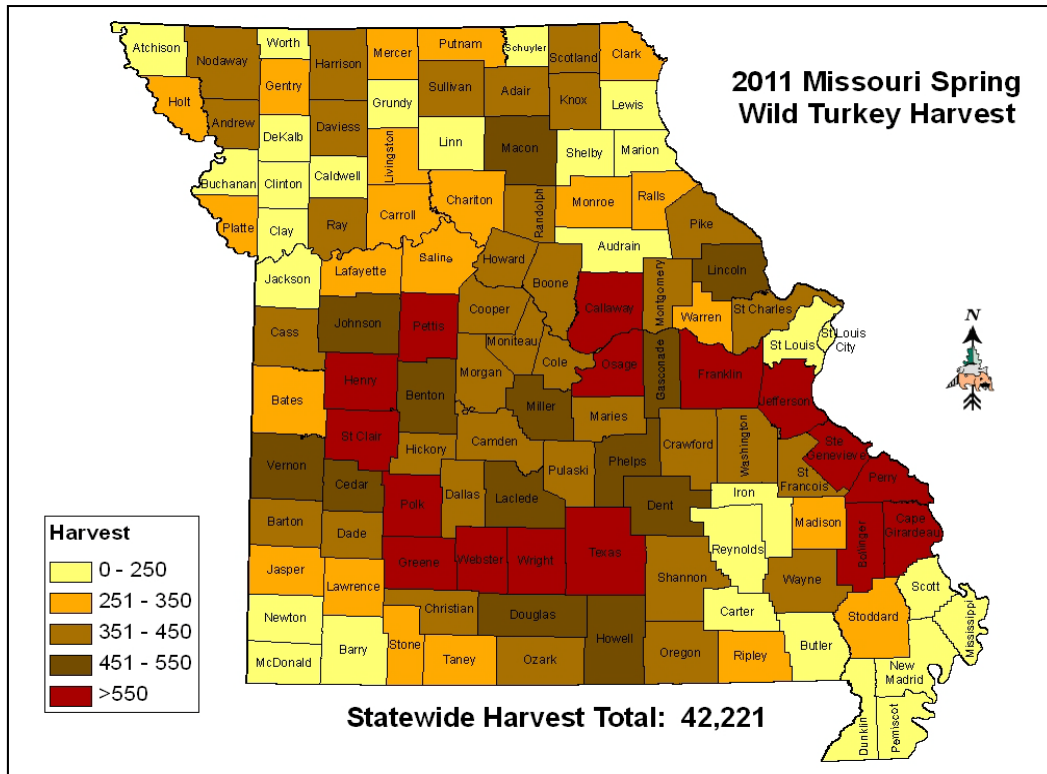 2011 Missouri Spring
Wild Turkey Harvest
Atchison
Nodaway
Worth
Harrison
Mercer
Putnam
Schuyler
Scotland
Clark
Holt
Gentry
Sullivan
Adair
Knox
Lewis
Andrew
Daviess
Grundy
DeKalb
Linn
Macon
Shelby
Marion
Livingston
Buchanan
Clinton
Caldwell
Platte
Clay
Ray
Carroll
Chariton
Randolph
Monroe
Ralls
Pike
Audrain
Jackson
Lafayette
Saline
Howard
Boone
Callaway
Montgomery
Lincoln
Warren
St Charles
St Louis
St Louis
City
N
Cass
Johnson
Pettis
Cooper
Moniteau
Cole
Osage
Gasconade
Franklin
Jefferson
Bates
Henry
Benton
Morgan
Miller
Maries
St Clair
Hickory
Camden
Pulaski
Phelps
Crawford
Washington
St
Francois
Ste
Genevieve
Perry
Vernon
Cedar
Polk
Dallas
Laclede
Dent
Iron
Reynolds
Madison
Bollinger
Cape
Girardeau
Barton
Dade
Greene
Webster
Wright
Texas
Shannon
Wayne
Jasper
Lawrence
Christian
Douglas
Howell
Carter
Stoddard
Scott
Mississippi
Newton
McDonald
Barry
Stone
Taney
Ozark
Oregon
Ripley
Butler
New
Madrid
Dunklin
Pemiscot
Harvest
0 - 250
251 - 350
351 - 450
451 - 550
>550
Statewide Harvest Total: 42,221